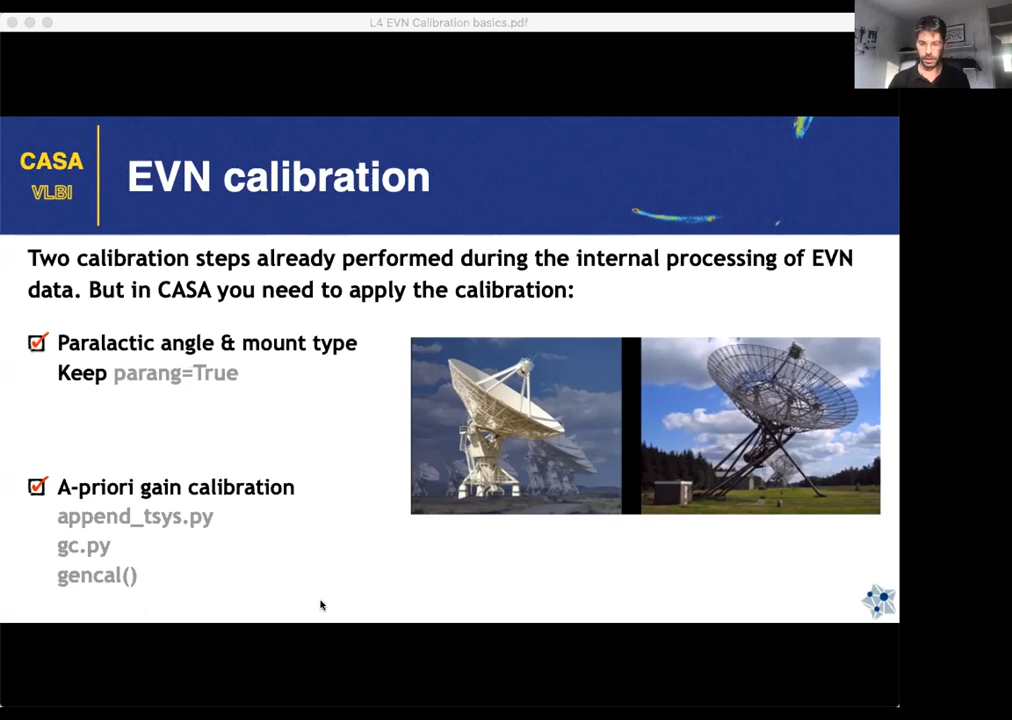 L4 EVN Calibration basics.pdf
CASA
VLBI
EVN calibration
Two calibration steps already performed during the internal processing of EVN
data. But in CASA you need to apply the calibration:
Paralactic angle & mount type
Keep parang=True
A-priori gain calibration
append_tsys.py
gc.py
gencal()